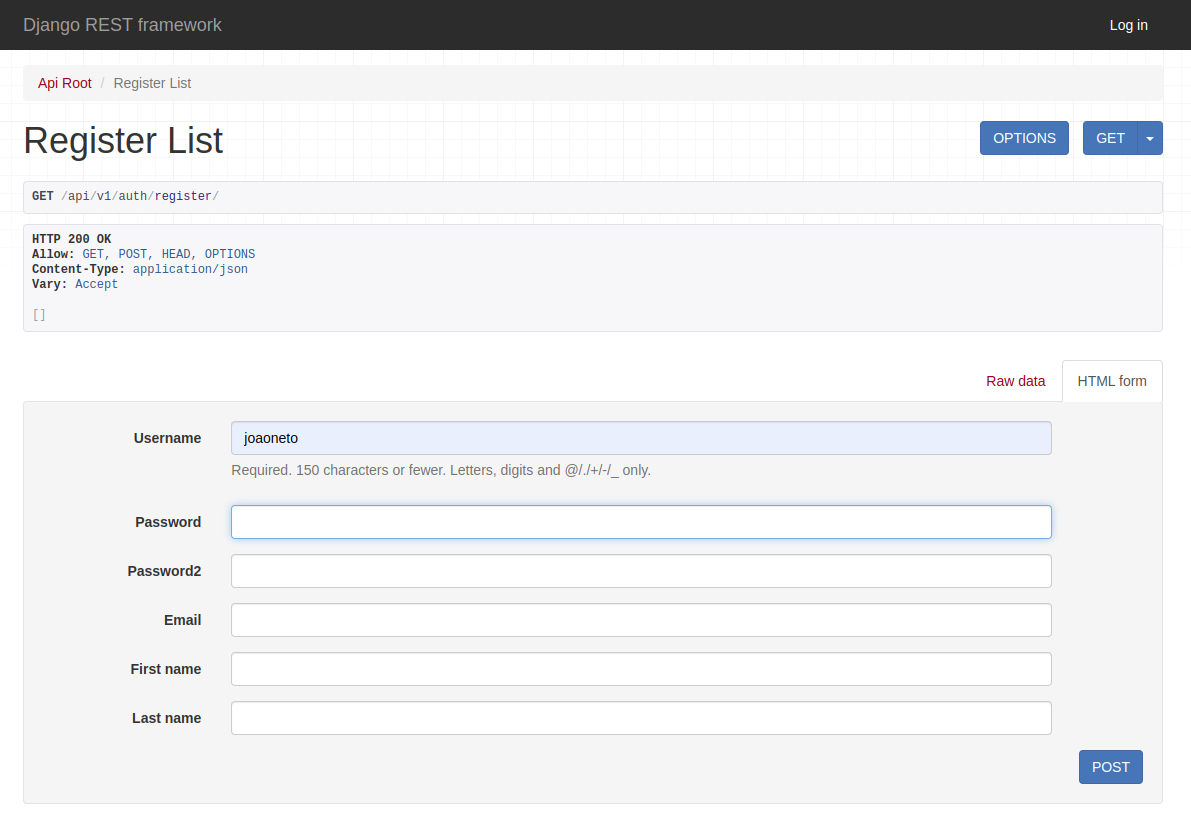 Django REST framework
Log in
Api Root / Register List
Register List
OPTIONS
GET
GET /api/v1/auth/register/
HTTP 200 OK
Allow: GET, POST, HEAD, OPTIONS
Content-Type: application/json
Vary: Accept
[]
Raw data
HTML form
Username
joaoneto
Required. 150 characters or fewer. Letters, digits and @/./+/-/_ only.
Password
Password2
Email
First name
Last name
POST